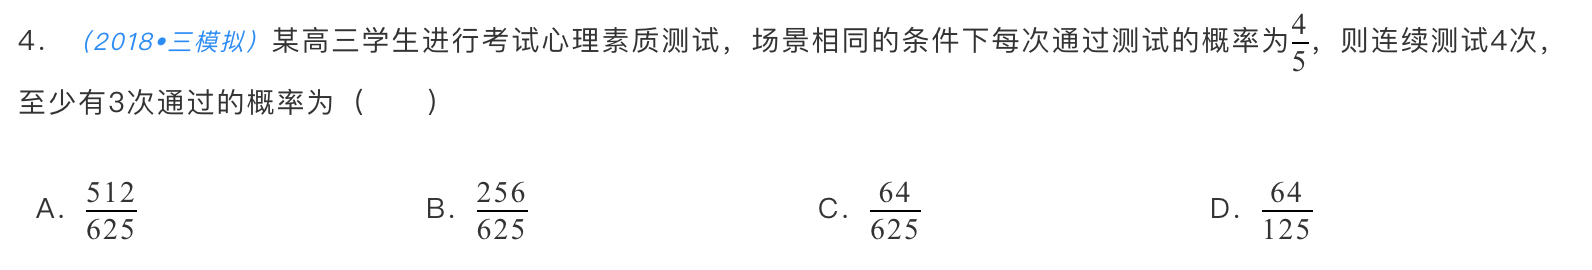 4. （2018•三模拟）某高三学生进行考试心理素质测试，场景相同的条件下每次通过测试的概率为4/5，则连续测试4次，
至少有3次通过的概率为（　　）
A. 512/625　B. 256/625　C. 64/625　D. 64/125